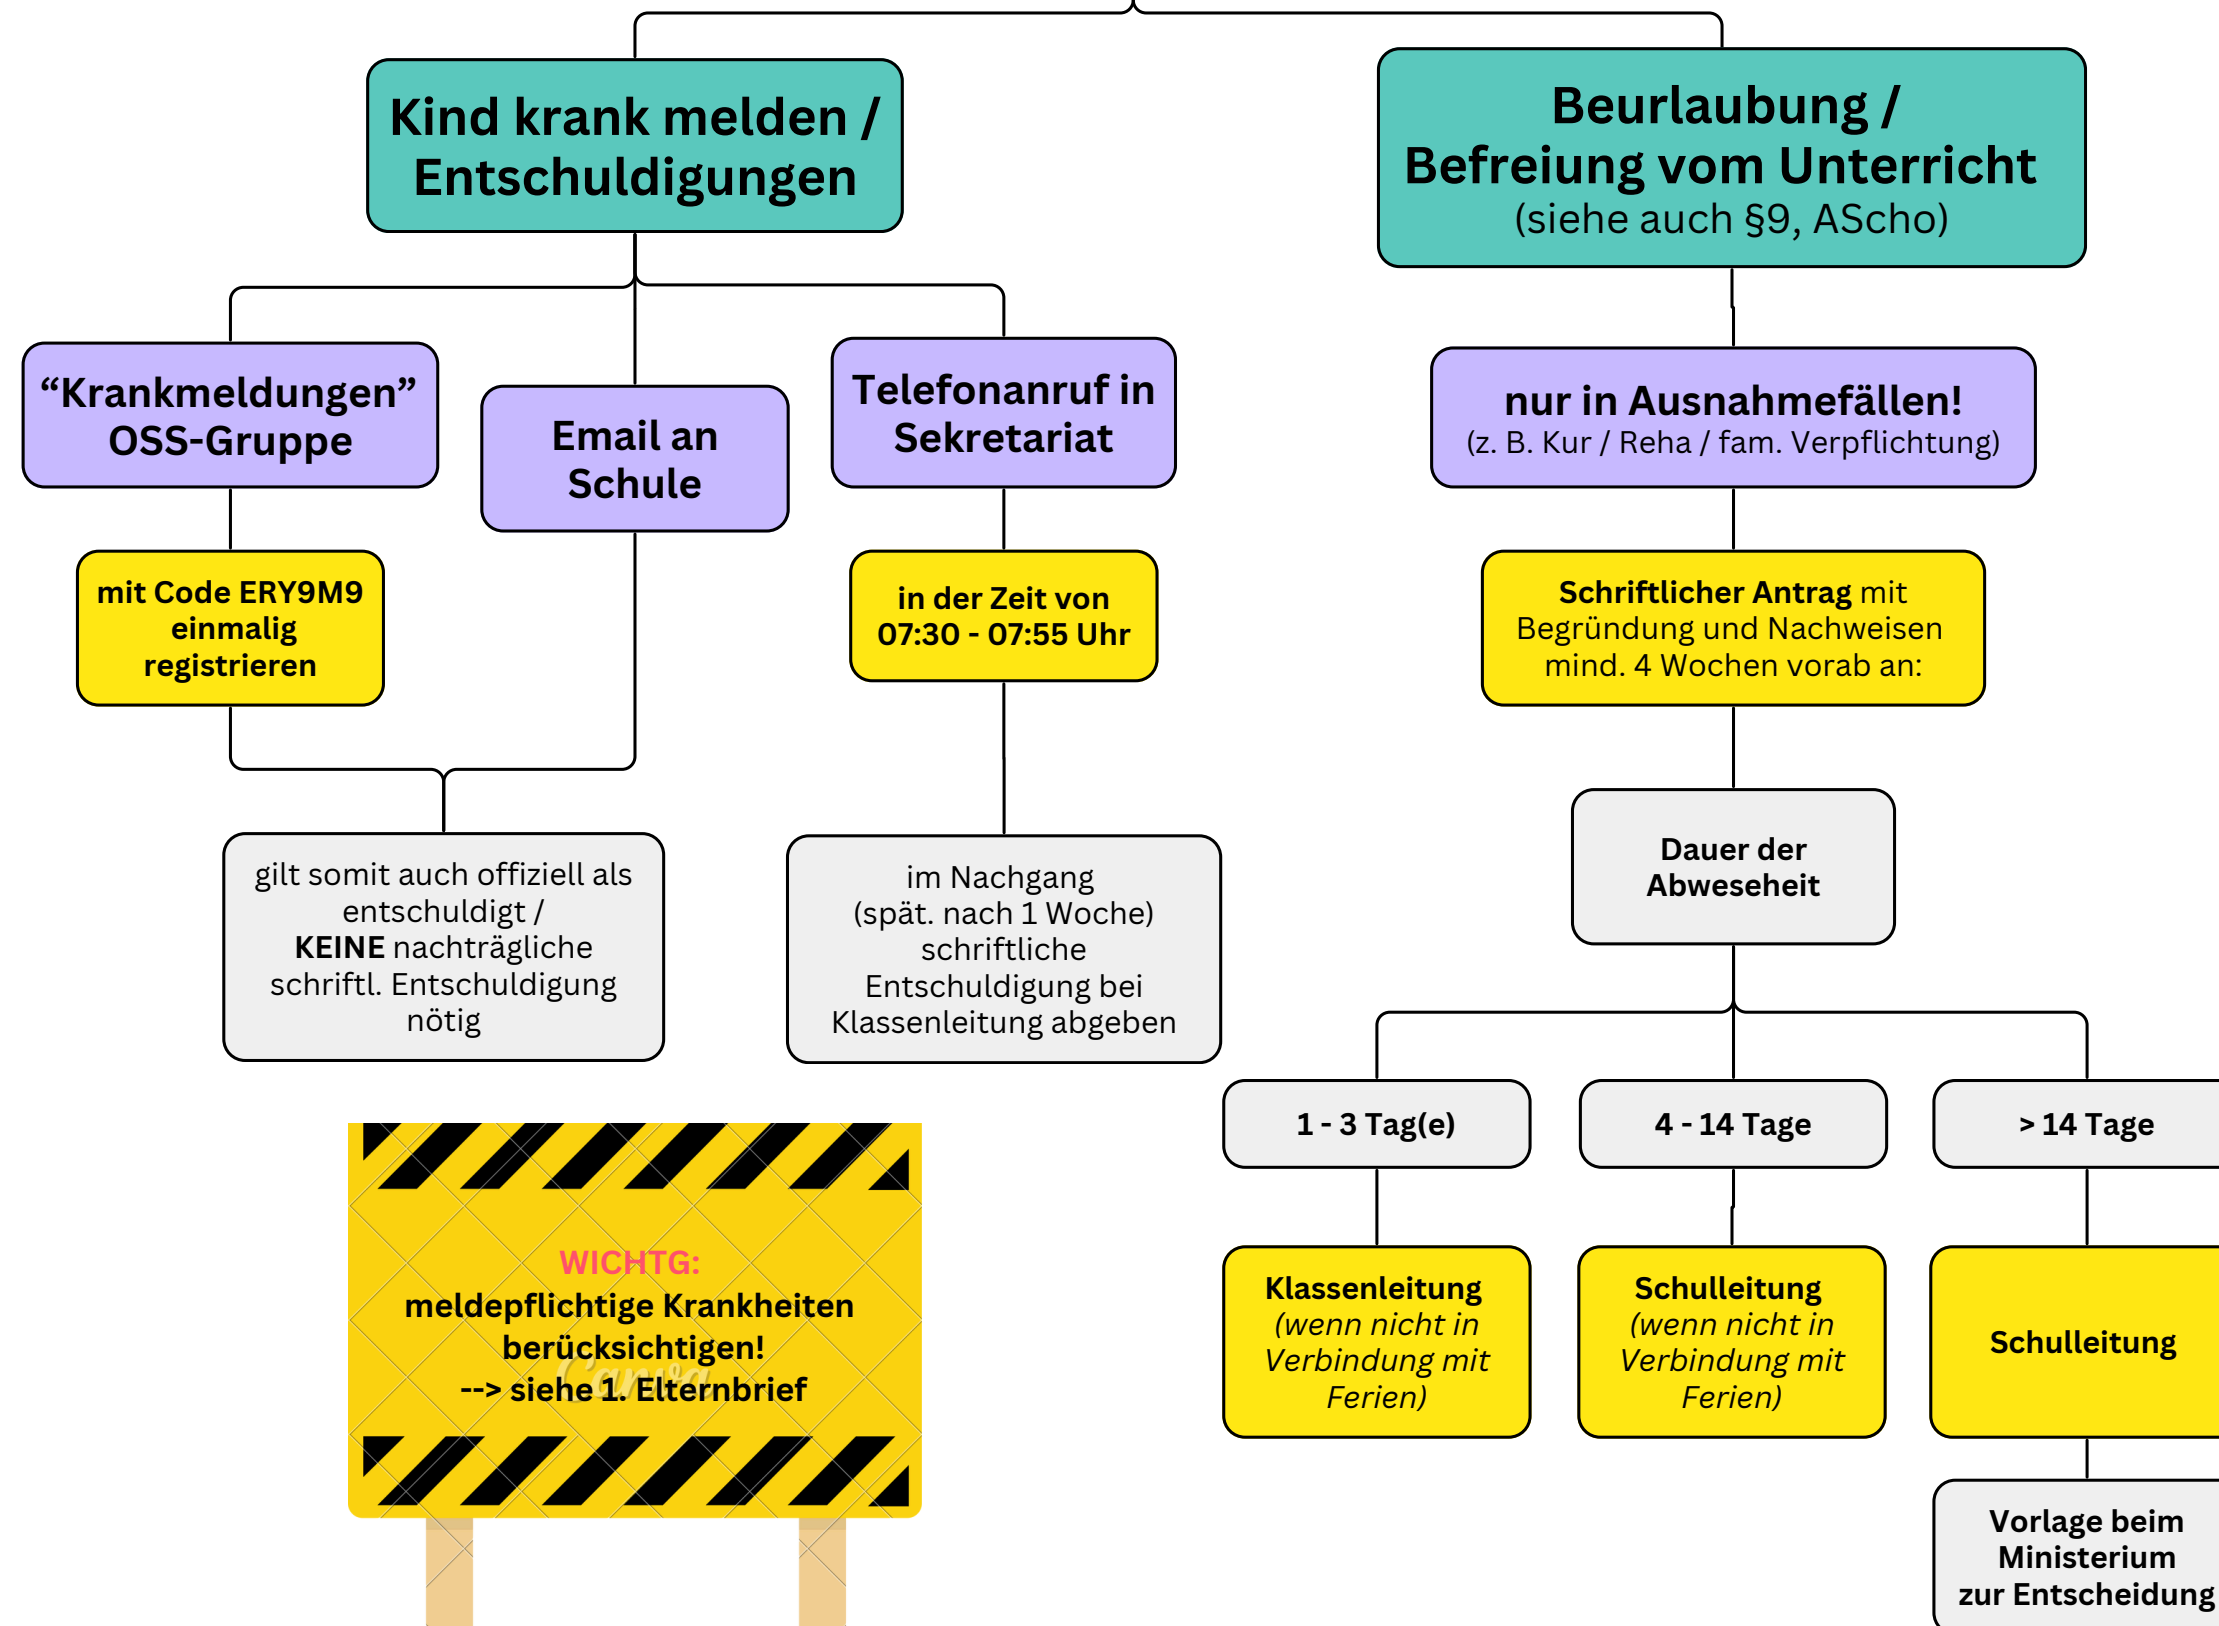 Kind krank melden /
Entschuldigungen
“Krankmeldungen”
OSS-Gruppe
mit Code ERY9M9
einmalig
registrieren
Email an
Schule
gilt somit auch offiziell als
entschuldigt /
KEINE nachträgliche
schriftl. Entschuldigung
nötig
Telefonanruf in
Sekretariat
in der Zeit von
07:30 - 07:55 Uhr
im Nachgang
(spät. nach 1 Woche)
schriftliche
Entschuldigung bei
Klassenleitung abgeben
WICHTG:
meldepflichtige Krankheiten
berücksichtigen!
--> siehe 1. Elternbrief
Canva
Beurlaubung /
Befreiung vom Unterricht
(siehe auch §9, AScho)
nur in Ausnahmefällen!
(z. B. Kur / Reha / fam. Verpflichtung)
Schriftlicher Antrag mit
Begründung und Nachweisen
mind. 4 Wochen vorab an:
Dauer der
Abweseheit
1 - 3 Tag(e)
Klassenleitung
(wenn nicht in
Verbindung mit
Ferien)
4 - 14 Tage
Schulleitung
(wenn nicht in
Verbindung mit
Ferien)
> 14 Tage
Schulleitung
Vorlage beim
Ministerium
zur Entscheidung